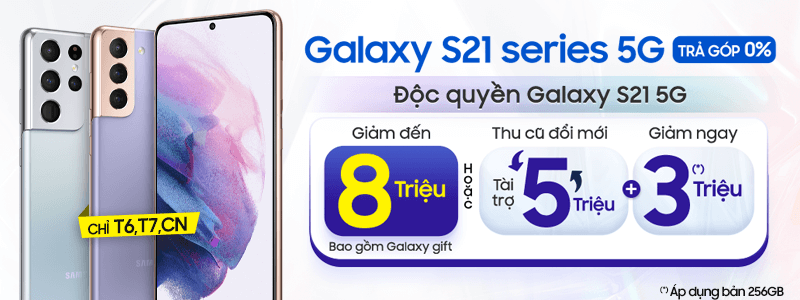 Galaxy S21 series 5G TRẢ GÓP 0%
Độc quyền Galaxy S21 5G
Giảm đến
8 Triệu
Bao gồm Galaxy gift
Hoặc
Thu cũ đổi mới
Tài trợ 5 Triệu
+
Giảm ngay
3 (*) Triệu
(*) Áp dụng bản 256GB
CHỈ T6,T7,CN
SAMSUNG